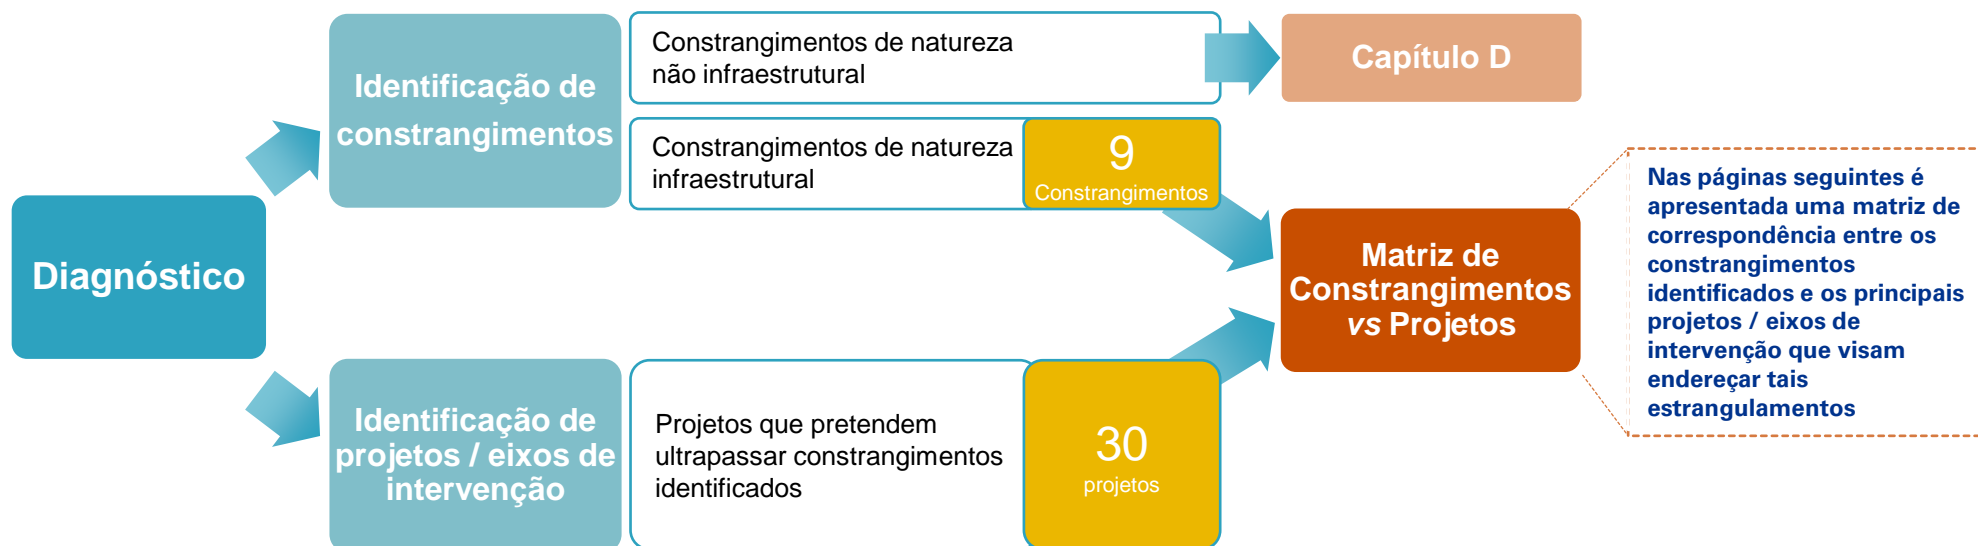 Diagnóstico
Identificação de
constrangimentos
Constrangimentos de natureza
não infraestrutural
Capítulo D
Constrangimentos de natureza
infraestrutural
9
Constrangimentos
Identificação de
projetos / eixos de
intervenção
Projetos que pretendem
ultrapassar constrangimentos
identificados
30
projetos
Matriz de
Constrangimentos
vs Projetos
Nas páginas seguintes é
apresentada uma matriz de
correspondência entre os
constrangimentos
identificados e os principais
projetos / eixos de
intervenção que visam
endereçar tais
estrangulamentos